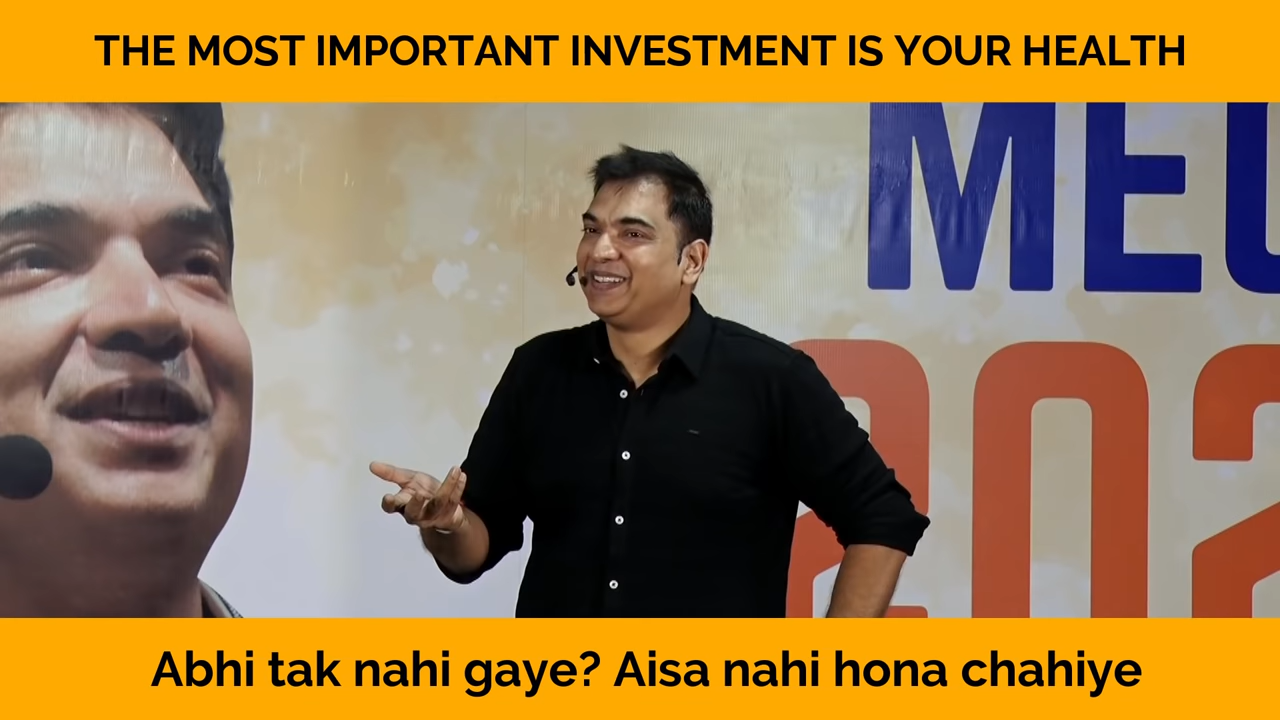 THE MOST IMPORTANT INVESTMENT IS YOUR HEALTH
Abhi tak nahi gaye? Aisa nahi hona chahiye